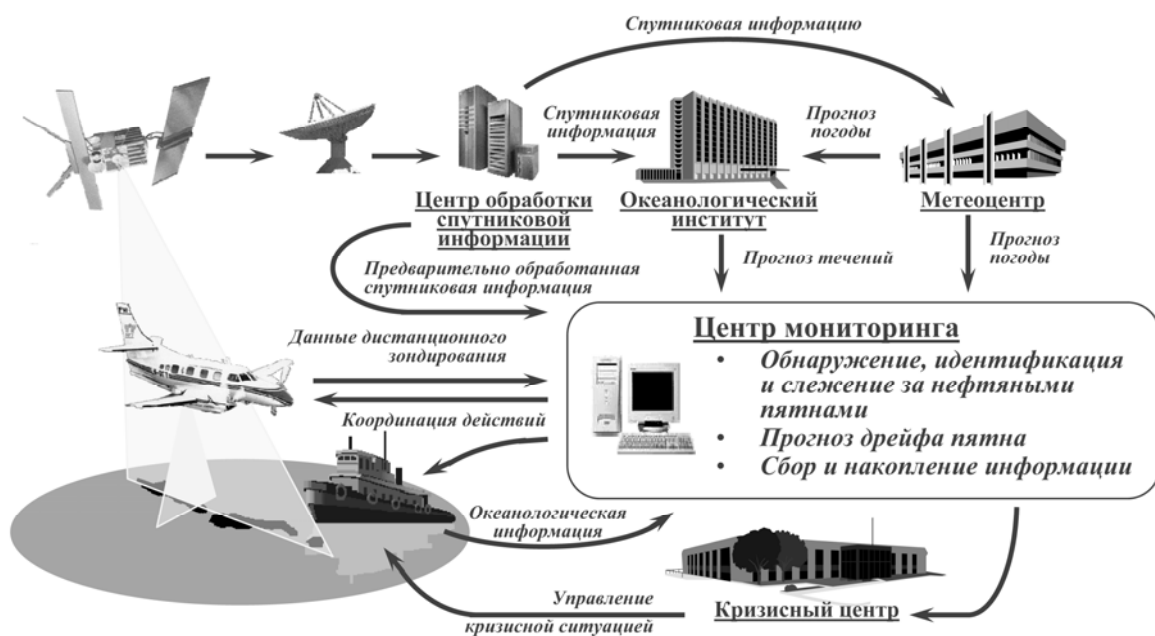 Спутниковая информацию
Спутниковая
информация
Прогноз
погоды
Центр обработки
спутниковой
информации
Океанологический
институт
Метеоцентр
Предварительно обработанная
спутниковая информация
Прогноз течений
Прогноз
погоды
Данные дистанционного
зондирования
Координация действий
Центр мониторинга
• Обнаружение, идентификация
и слежение за нефтяными
пятнами
• Прогноз дрейфа пятна
• Сбор и накопление информации
Океанологическая
информация
Управление
кризисной ситуацией
Кризисный центр